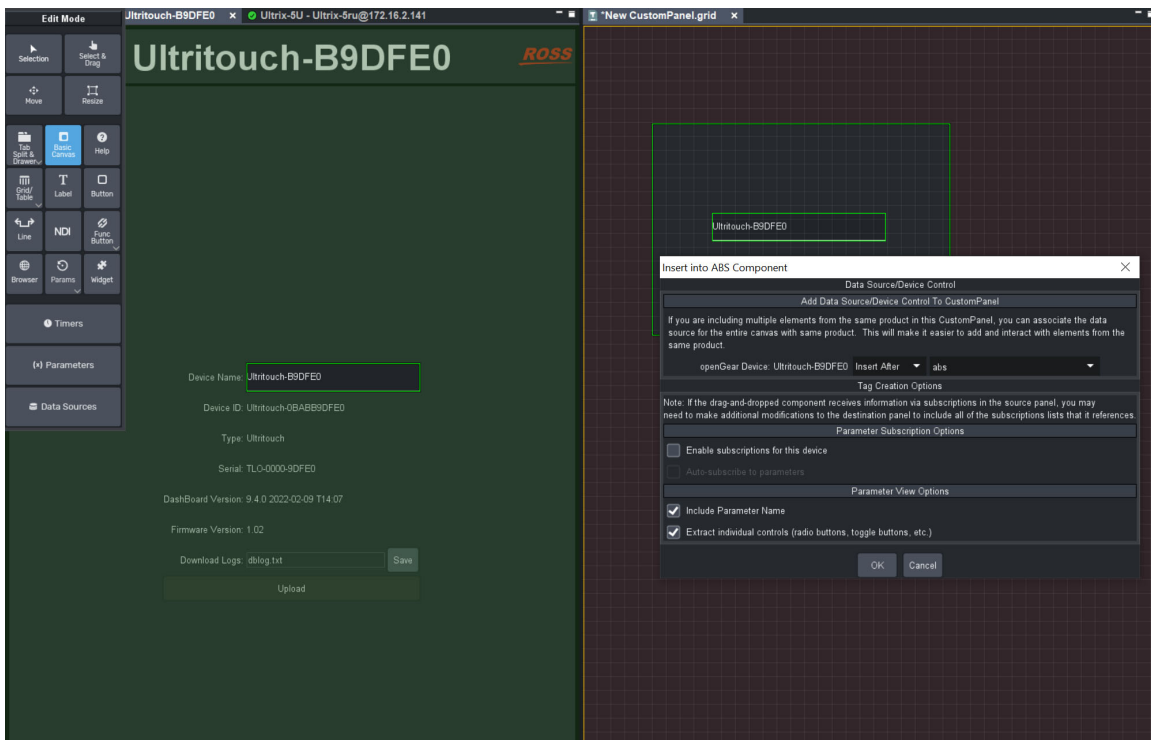 Edit Mode
Selection
Select &
Drag
Move
Resize
Tab
Split &
Drawer
Basic
Canvas
Help
Grid/
Table
Label
Button
Line
NDI
Func
Button
Browser
Params
Widget
Timers
Parameters
Data Sources
Ultritouch-B9DFE0
Ultrix-5U - Ultrix-5ru@172.16.2.141
Ultritouch-B9DFE0
ROSS
Device Name: Ultritouch-B9DFE0
Device ID: Ultritouch-0BABB9DFE0
Type: Ultritouch
Serial: TLO-0000-9DFE0
DashBoard Version: 9.4.0 2022-02-09 T14:07
Firmware Version: 1.02
Download Logs: dblog.txt Save
Upload
*New CustomPanel.grid
Ultritouch-B9DFE0
Insert into ABS Component
Data Source/Device Control
Add Data Source/Device Control To CustomPanel
If you are including multiple elements from the same product in this CustomPanel, you can associate the data
source for the entire canvas with same product. This will make it easier to add and interact with elements from the
same product.
openGear Device: Ultritouch-B9DFE0 Insert After abs
Tag Creation Options
Note: If the drag-and-dropped component receives information via subscriptions in the source panel, you may
need to make additional modifications to the destination panel to include all of the subscriptions lists that it references.
Parameter Subscription Options
Enable subscriptions for this device
Auto-subscribe to parameters
Parameter View Options
Include Parameter Name
Extract individual controls (radio buttons, toggle buttons, etc.)
OK Cancel